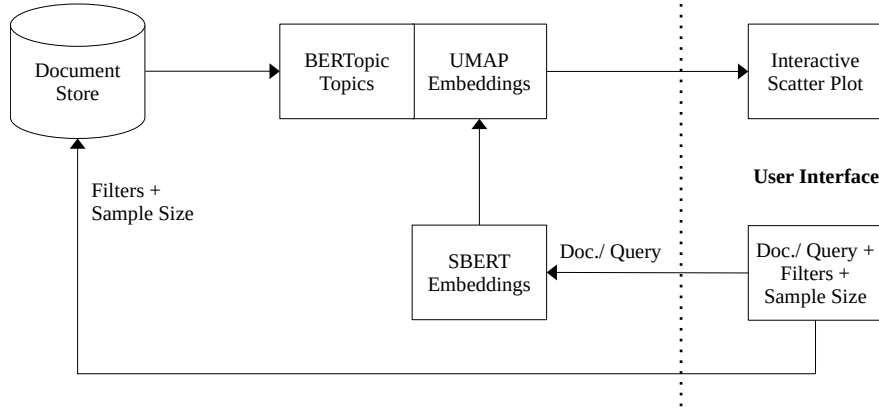 Document
Store
BERTopic
Topics
UMAP
Embeddings
Interactive
Scatter Plot
User Interface
Filters +
Sample Size
SBERT
Embeddings
Doc./ Query
Doc./ Query +
Filters +
Sample Size